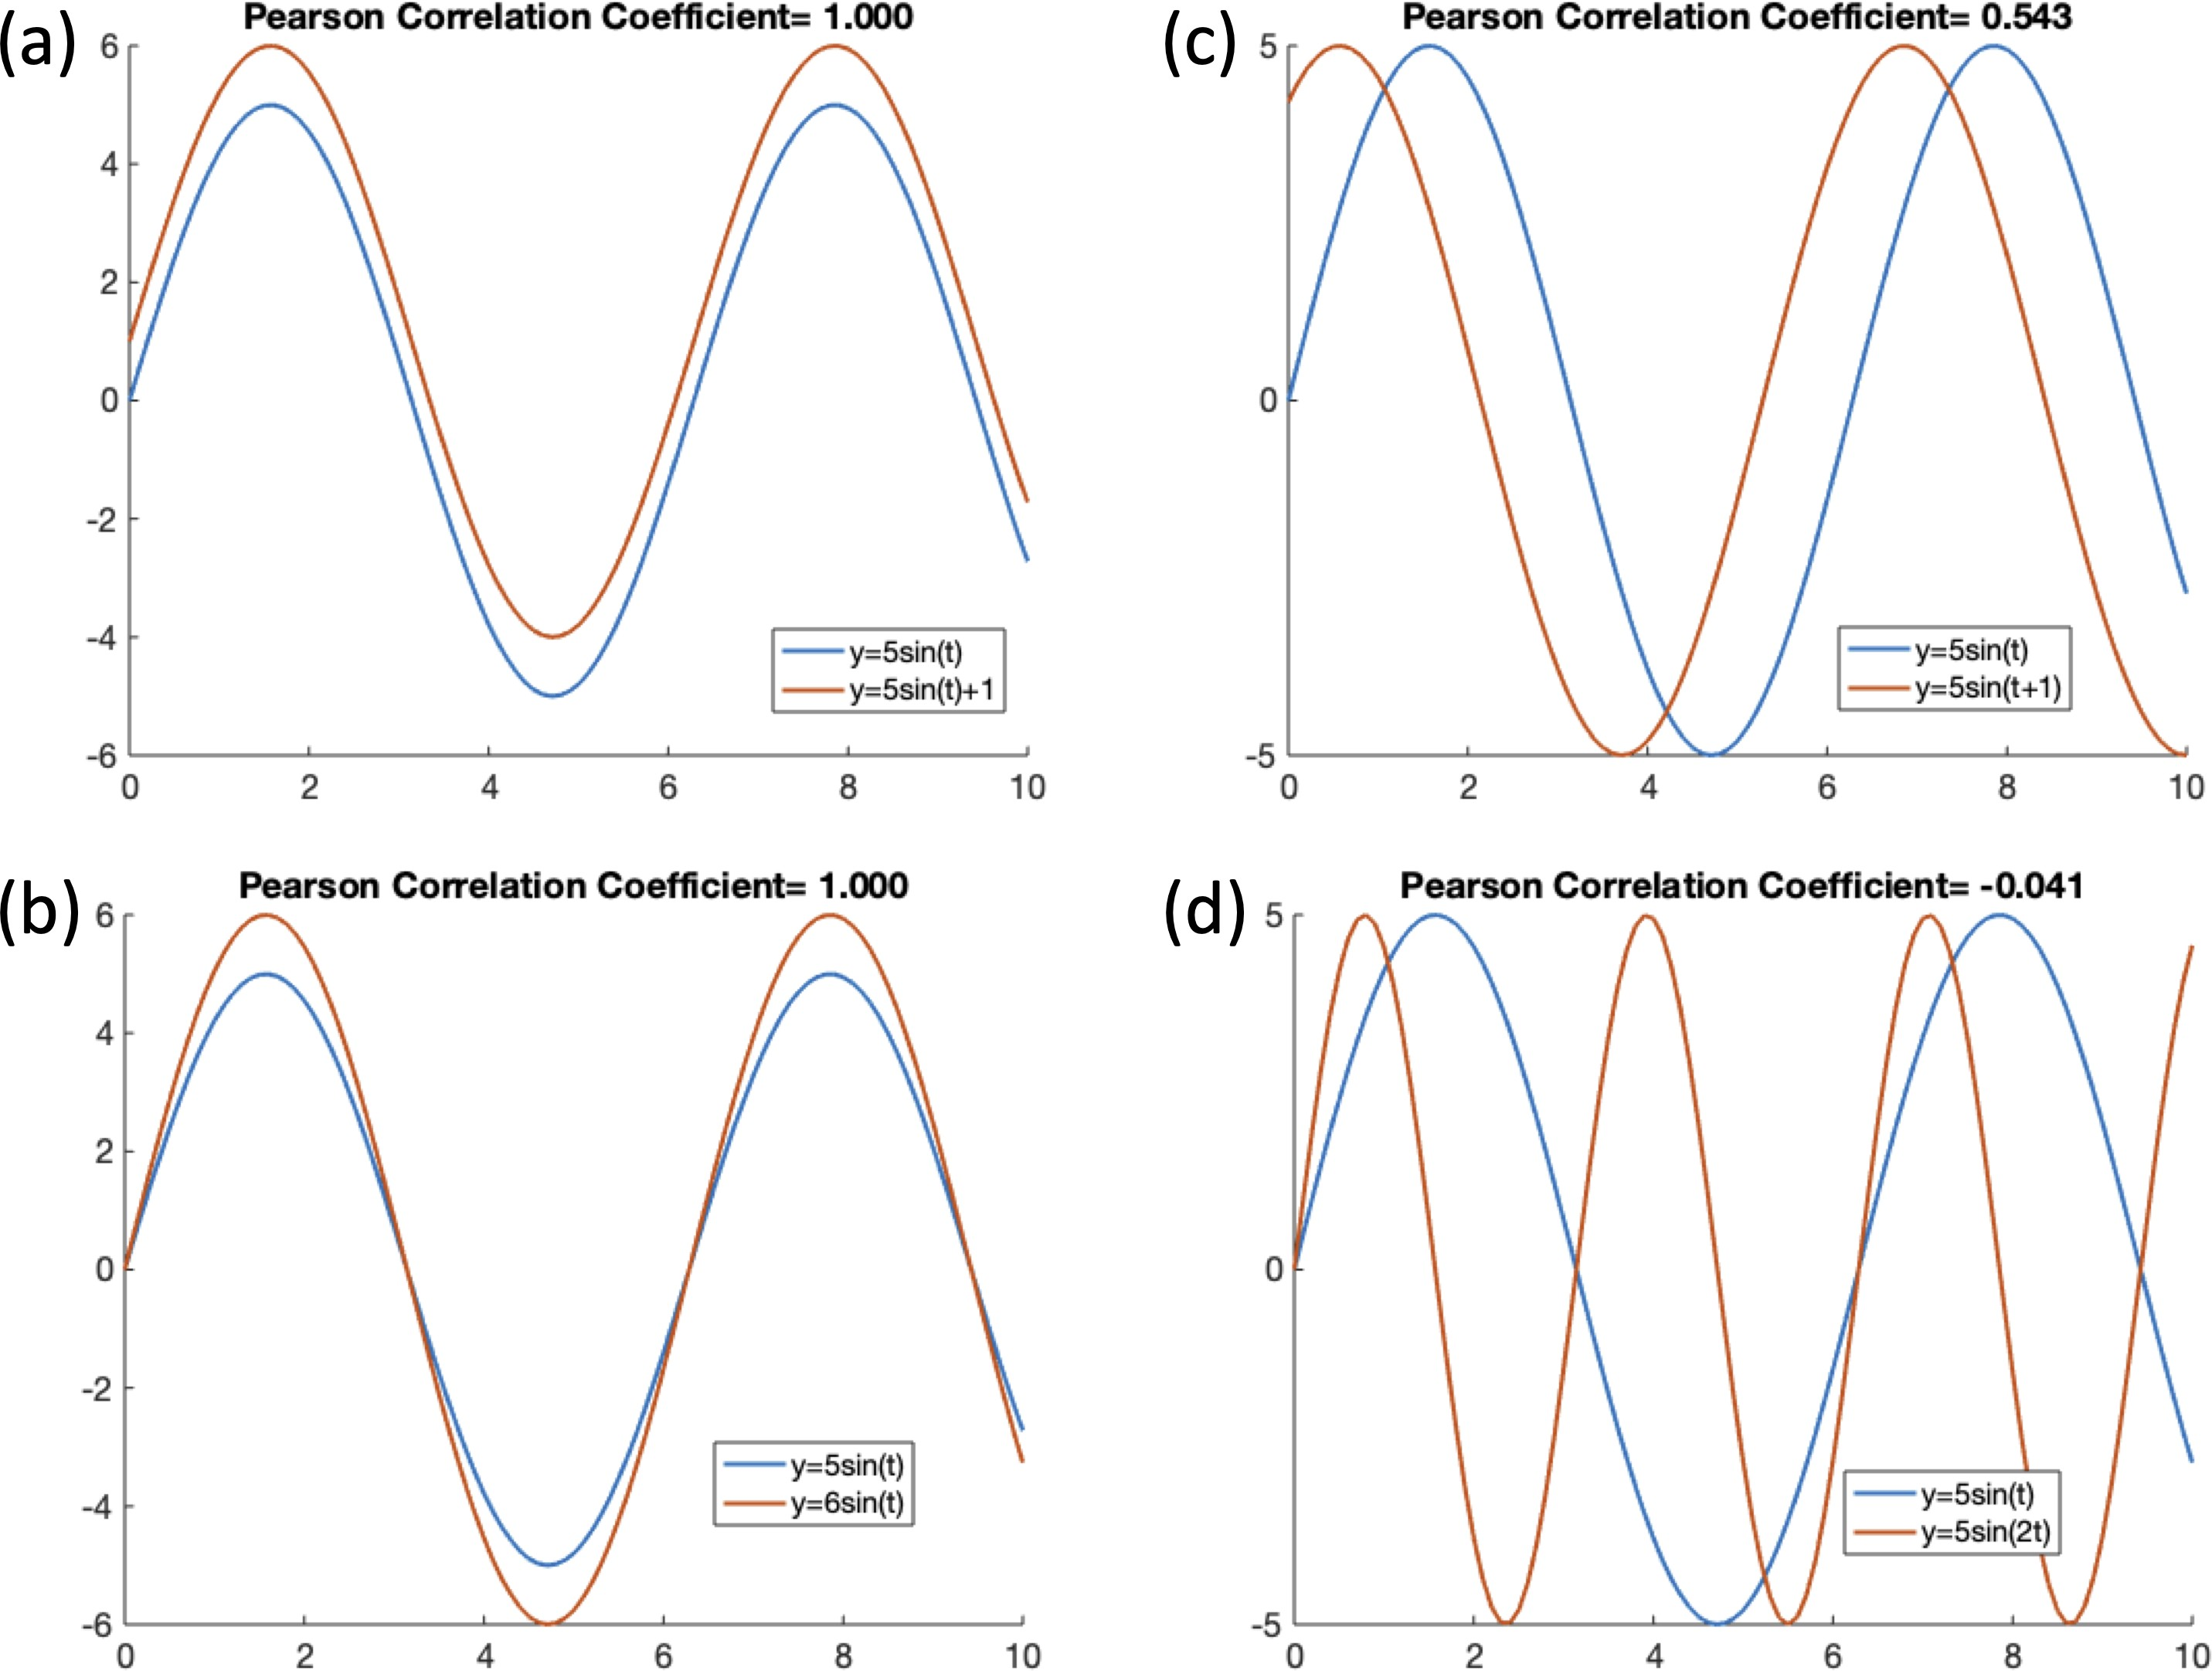 (a)
Pearson Correlation Coefficient= 1.000
6
4
2
0
-2
-4
-6
0 2 4 6 8 10
y=5sin(t)
y=5sin(t)+1
(c)
Pearson Correlation Coefficient= 0.543
5
0
-5
0 2 4 6 8 10
y=5sin(t)
y=5sin(t+1)
(b)
Pearson Correlation Coefficient= 1.000
6
4
2
0
-2
-4
-6
0 2 4 6 8 10
y=5sin(t)
y=6sin(t)
(d)
Pearson Correlation Coefficient= -0.041
5
0
-5
0 2 4 6 8 10
y=5sin(t)
y=5sin(2t)